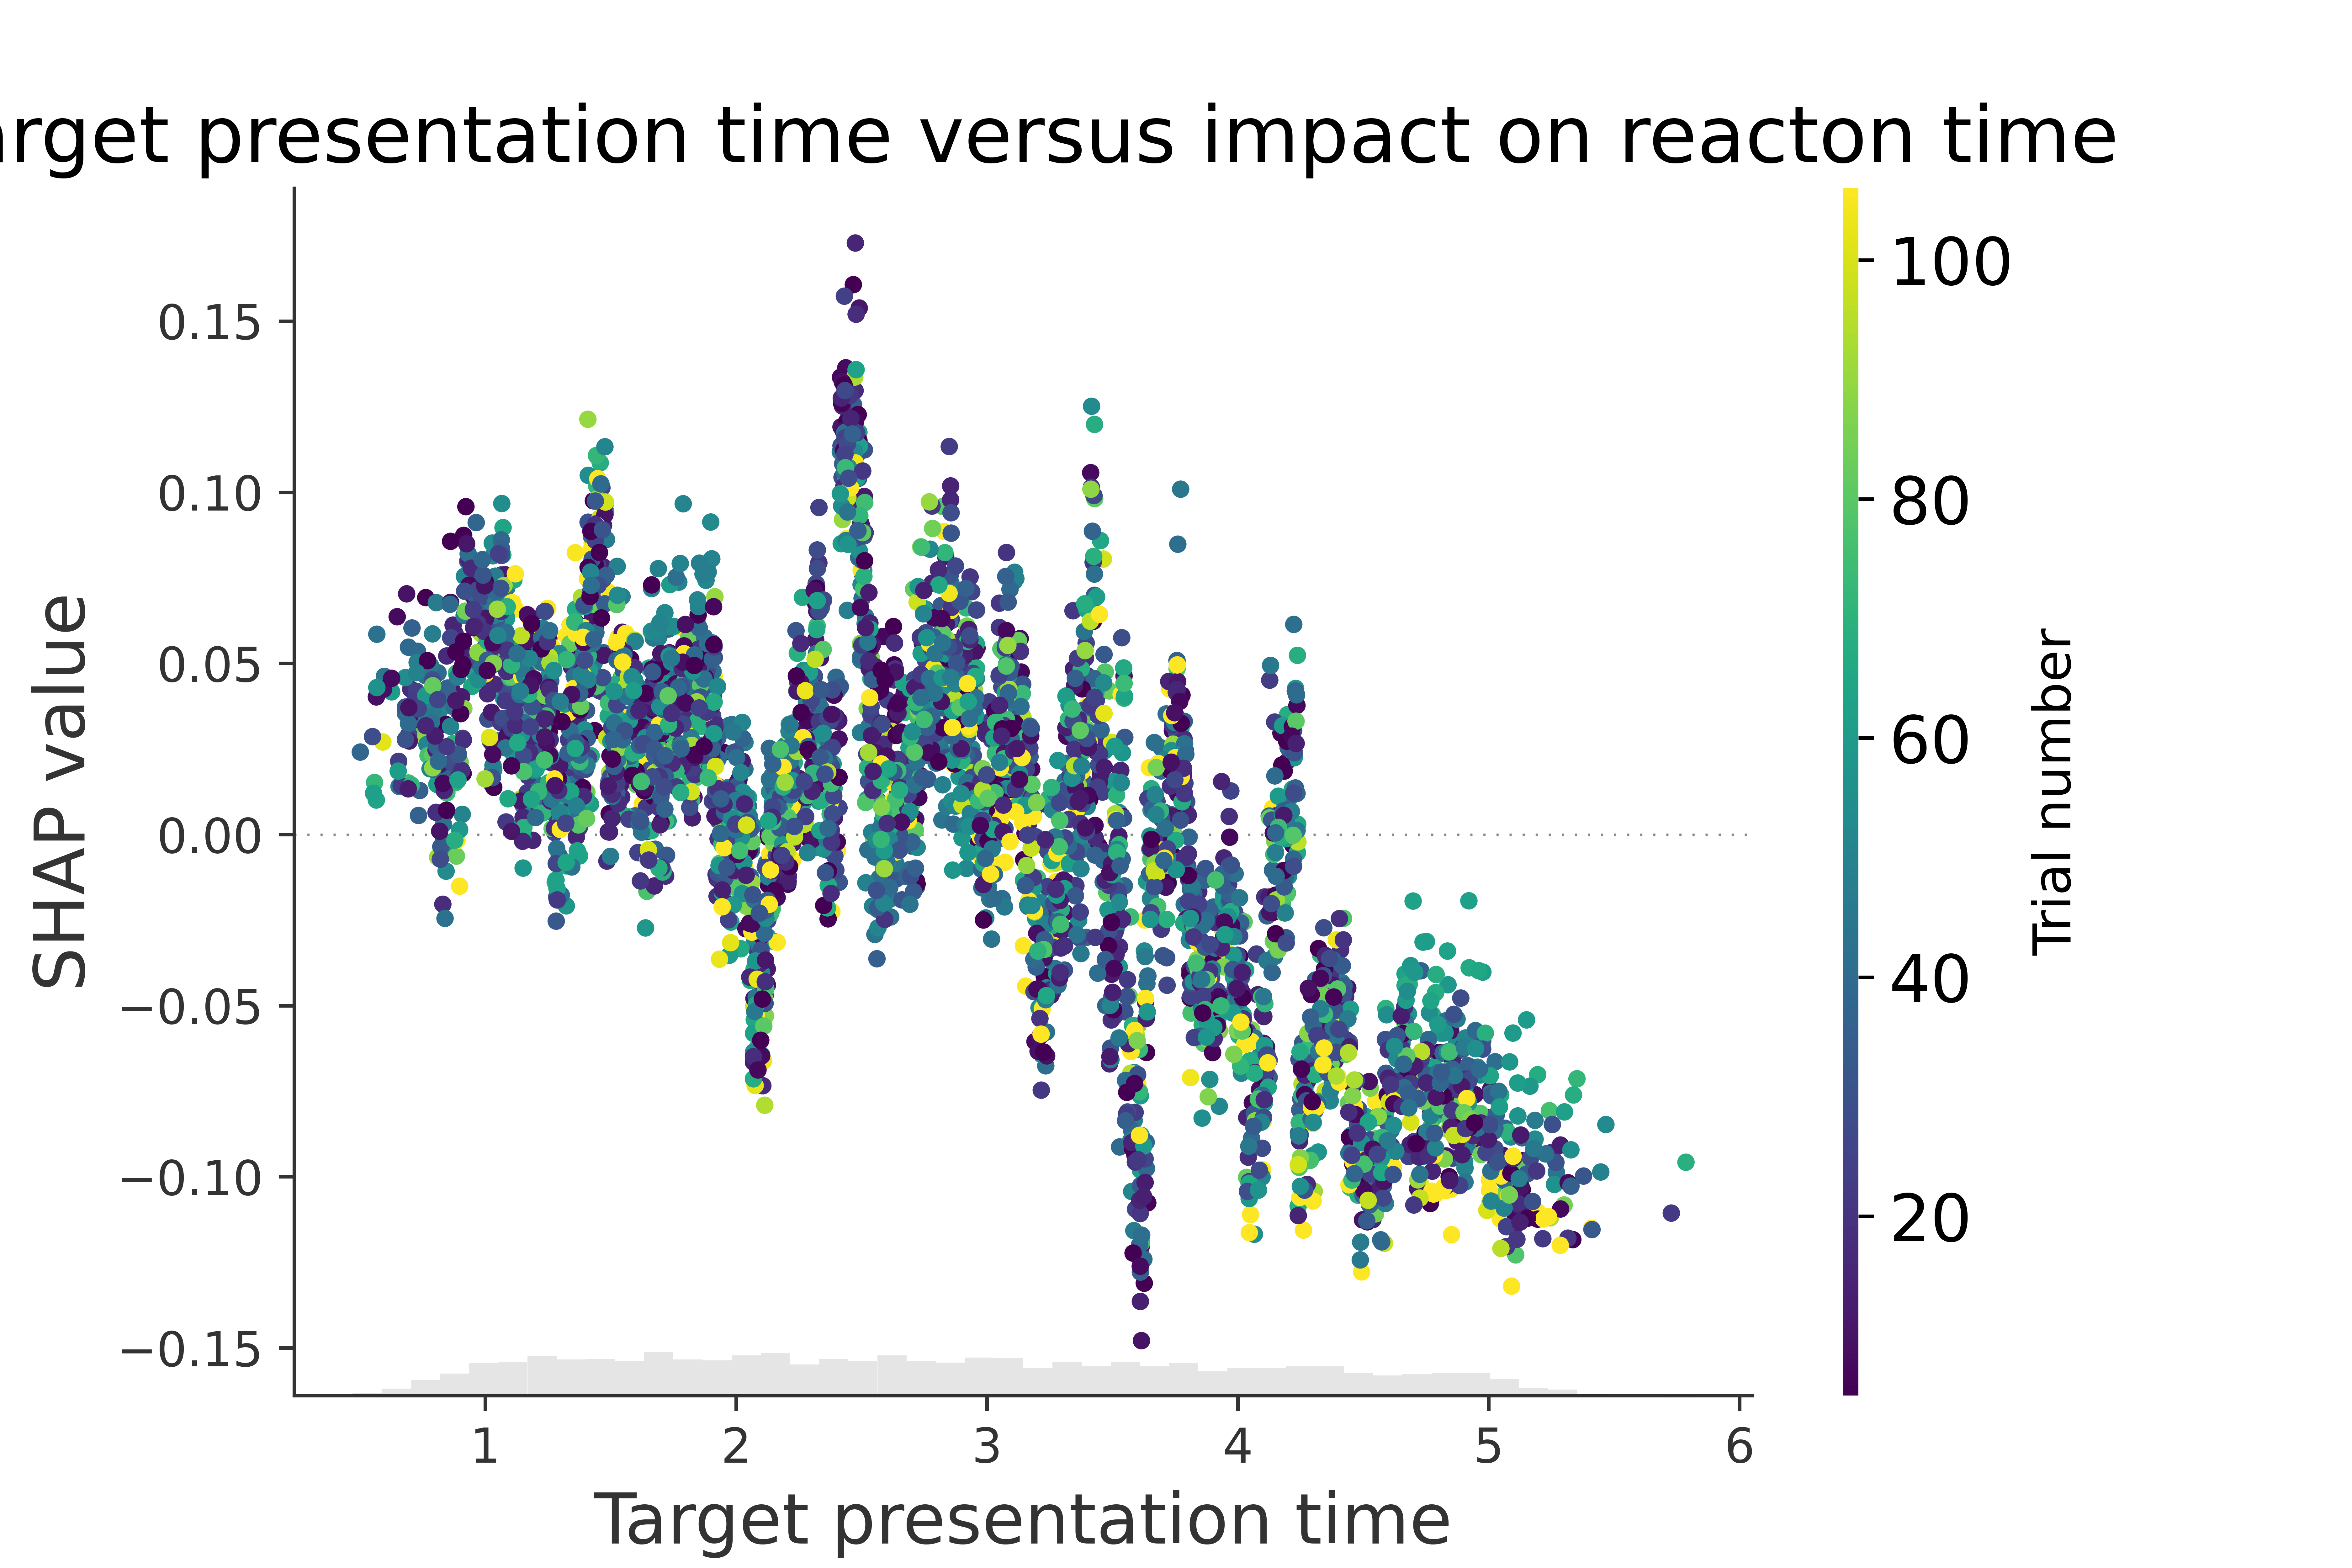 arget presentation time versus impact on reacton time
SHAP value
0.15
0.10
0.05
0.00
−0.05
−0.10
−0.15
1 2 3 4 5 6
Target presentation time
100
80
60
40
20
Trial number